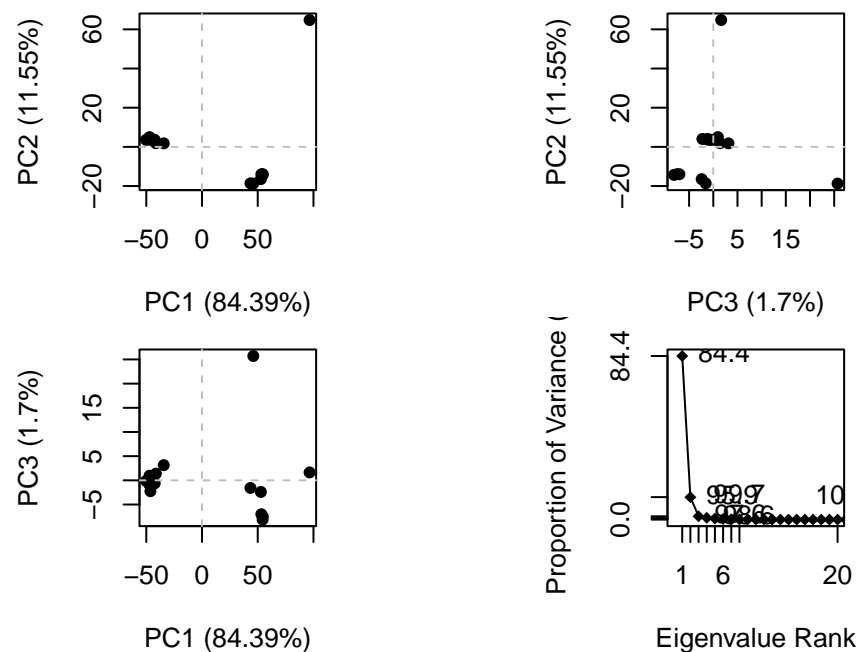 PC2 (11.55%)
−20 20 60
−50 0 50
PC1 (84.39%)
PC2 (11.55%)
−20 20 60
−5 5 15
PC3 (1.7%)
PC3 (1.7%)
−5 5 15
−50 0 50
PC1 (84.39%)
Proportion of Variance (
0.0 84.4
84.4
1 6 20
Eigenvalue Rank